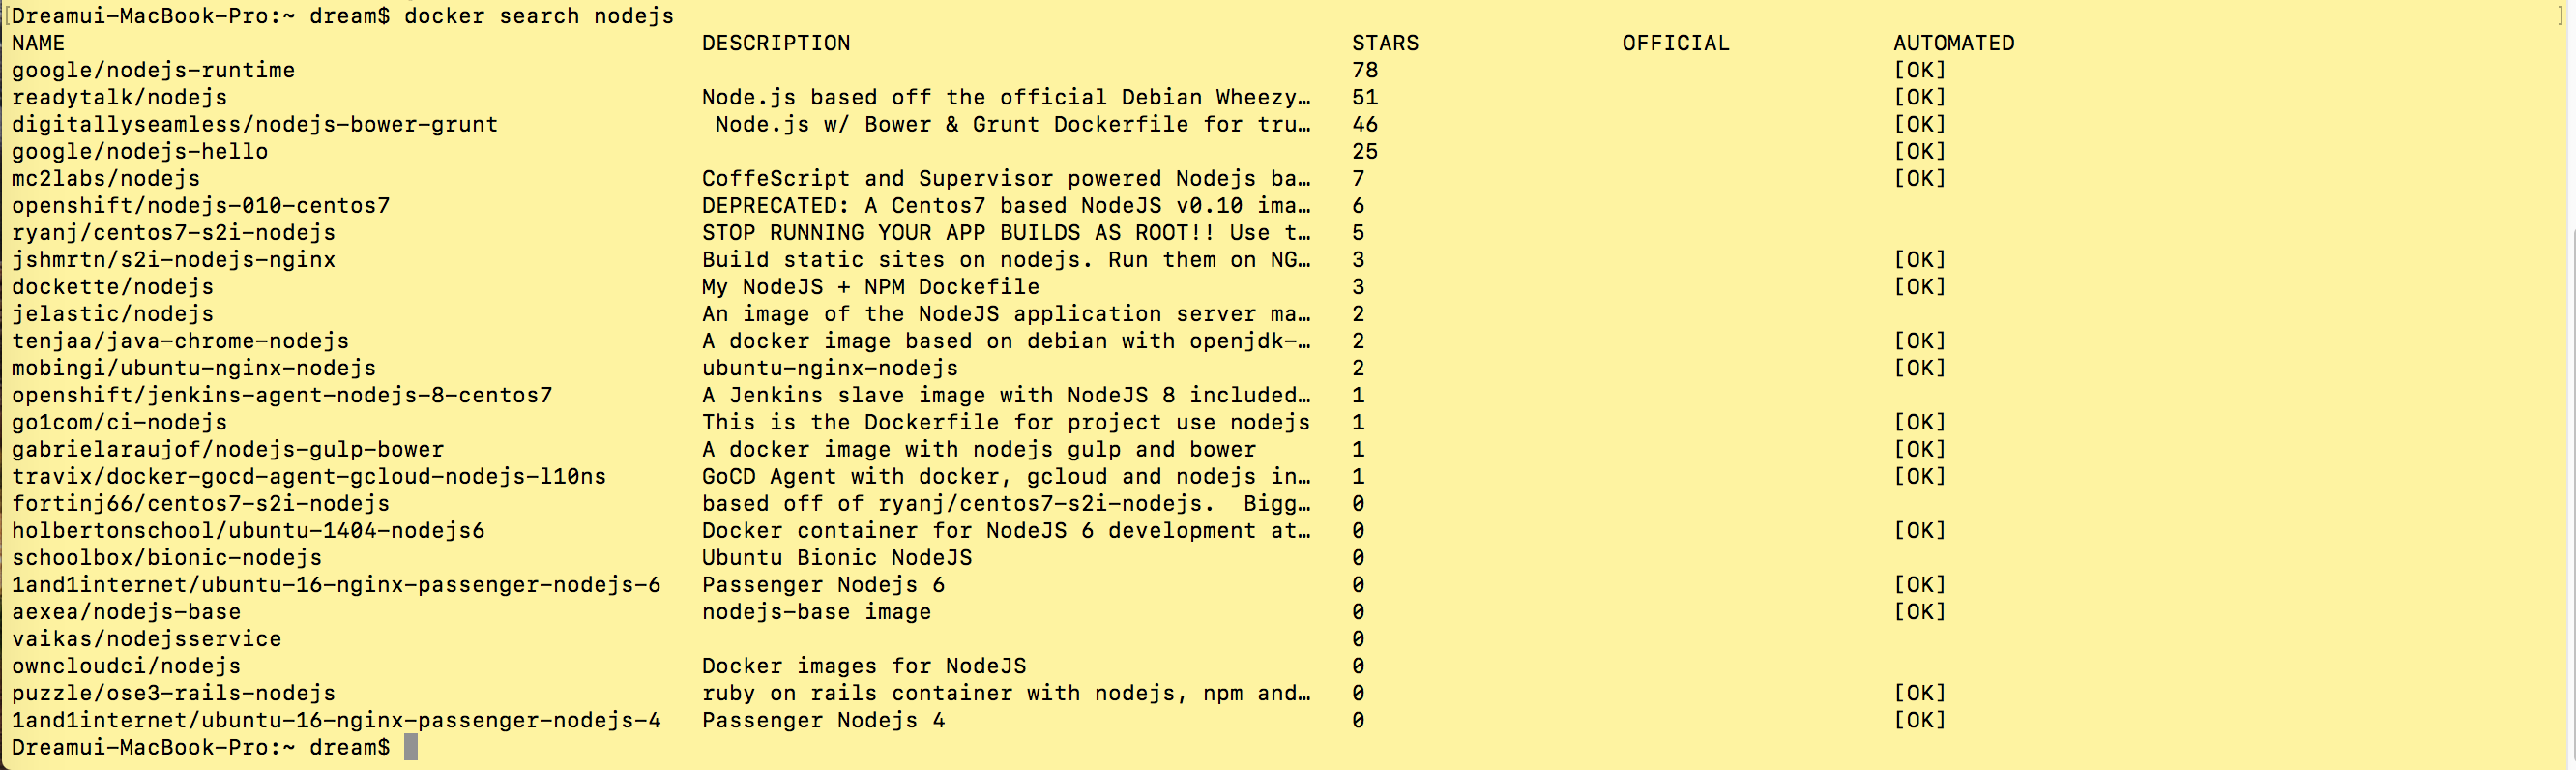 [Dreamui-MacBook-Pro:~ dream$ docker search nodejs ]
NAME DESCRIPTION STARS OFFICIAL AUTOMATED
google/nodejs-runtime 78 [OK]
readytalk/nodejs Node.js based off the official Debian Wheezy… 51 [OK]
digitallyseamless/nodejs-bower-grunt Node.js w/ Bower & Grunt Dockerfile for tru… 46 [OK]
google/nodejs-hello 25 [OK]
mc2labs/nodejs CoffeScript and Supervisor powered Nodejs ba… 7 [OK]
openshift/nodejs-010-centos7 DEPRECATED: A Centos7 based NodeJS v0.10 ima… 6
ryanj/centos7-s2i-nodejs STOP RUNNING YOUR APP BUILDS AS ROOT!! Use t… 5
jshmrtn/s2i-nodejs-nginx Build static sites on nodejs. Run them on NG… 3 [OK]
dockette/nodejs My NodeJS + NPM Dockefile 3 [OK]
jelastic/nodejs An image of the NodeJS application server ma… 2
tenjaa/java-chrome-nodejs A docker image based on debian with openjdk-… 2 [OK]
mobingi/ubuntu-nginx-nodejs ubuntu-nginx-nodejs 2 [OK]
openshift/jenkins-agent-nodejs-8-centos7 A Jenkins slave image with NodeJS 8 included… 1
go1com/ci-nodejs This is the Dockerfile for project use nodejs 1 [OK]
gabrielaraujof/nodejs-gulp-bower A docker image with nodejs gulp and bower 1 [OK]
travix/docker-gocd-agent-gcloud-nodejs-l10ns GoCD Agent with docker, gcloud and nodejs in… 1 [OK]
fortinj66/centos7-s2i-nodejs based off of ryanj/centos7-s2i-nodejs.  Bigg… 0
holbertonschool/ubuntu-1404-nodejs6 Docker container for NodeJS 6 development at… 0 [OK]
schoolbox/bionic-nodejs Ubuntu Bionic NodeJS 0
1and1internet/ubuntu-16-nginx-passenger-nodejs-6 Passenger Nodejs 6 0 [OK]
aexea/nodejs-base nodejs-base image 0 [OK]
vaikas/nodejsservice 0
owncloudci/nodejs Docker images for NodeJS 0
puzzle/ose3-rails-nodejs ruby on rails container with nodejs, npm and… 0 [OK]
1and1internet/ubuntu-16-nginx-passenger-nodejs-4 Passenger Nodejs 4 0 [OK]
Dreamui-MacBook-Pro:~ dream$